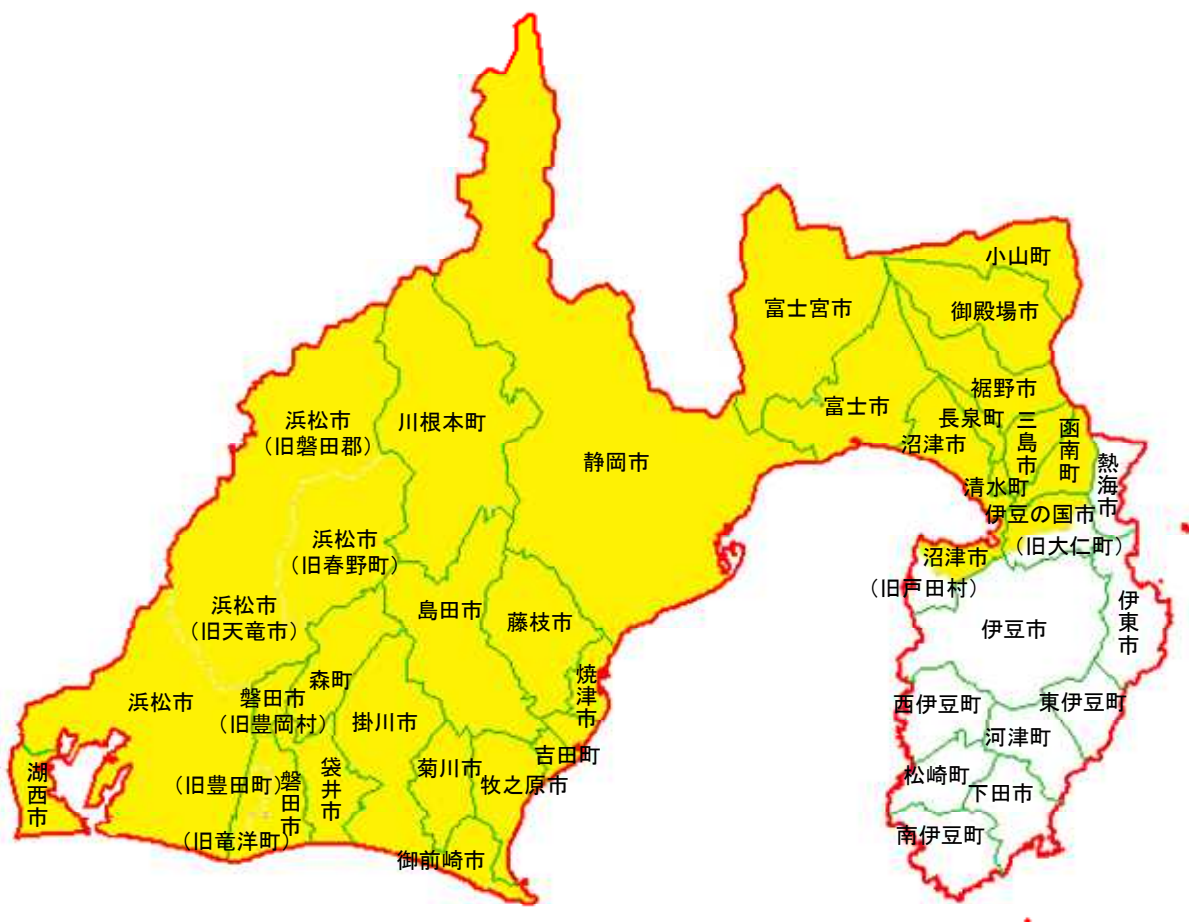 小山町
富士宮市
御殿場市
裾野市
富士市
長泉町
浜松市
(旧磐田郡)
川根本町
三島市
函南町
沼津市
静岡市
熱海市
清水町
伊豆の国市
(旧大仁町)
浜松市
(旧春野町)
沼津市
(旧戸田村)
浜松市
(旧天竜市)
島田市
藤枝市
伊豆市
伊東市
森町
焼津市
浜松市
磐田市
(旧豊岡村)
掛川市
西伊豆町
東伊豆町
河津町
吉田町
菊川市
袋井市
湖西市
(旧豊田町)
磐田市
牧之原市
松崎町
下田市
(旧竜洋町)
南伊豆町
御前崎市